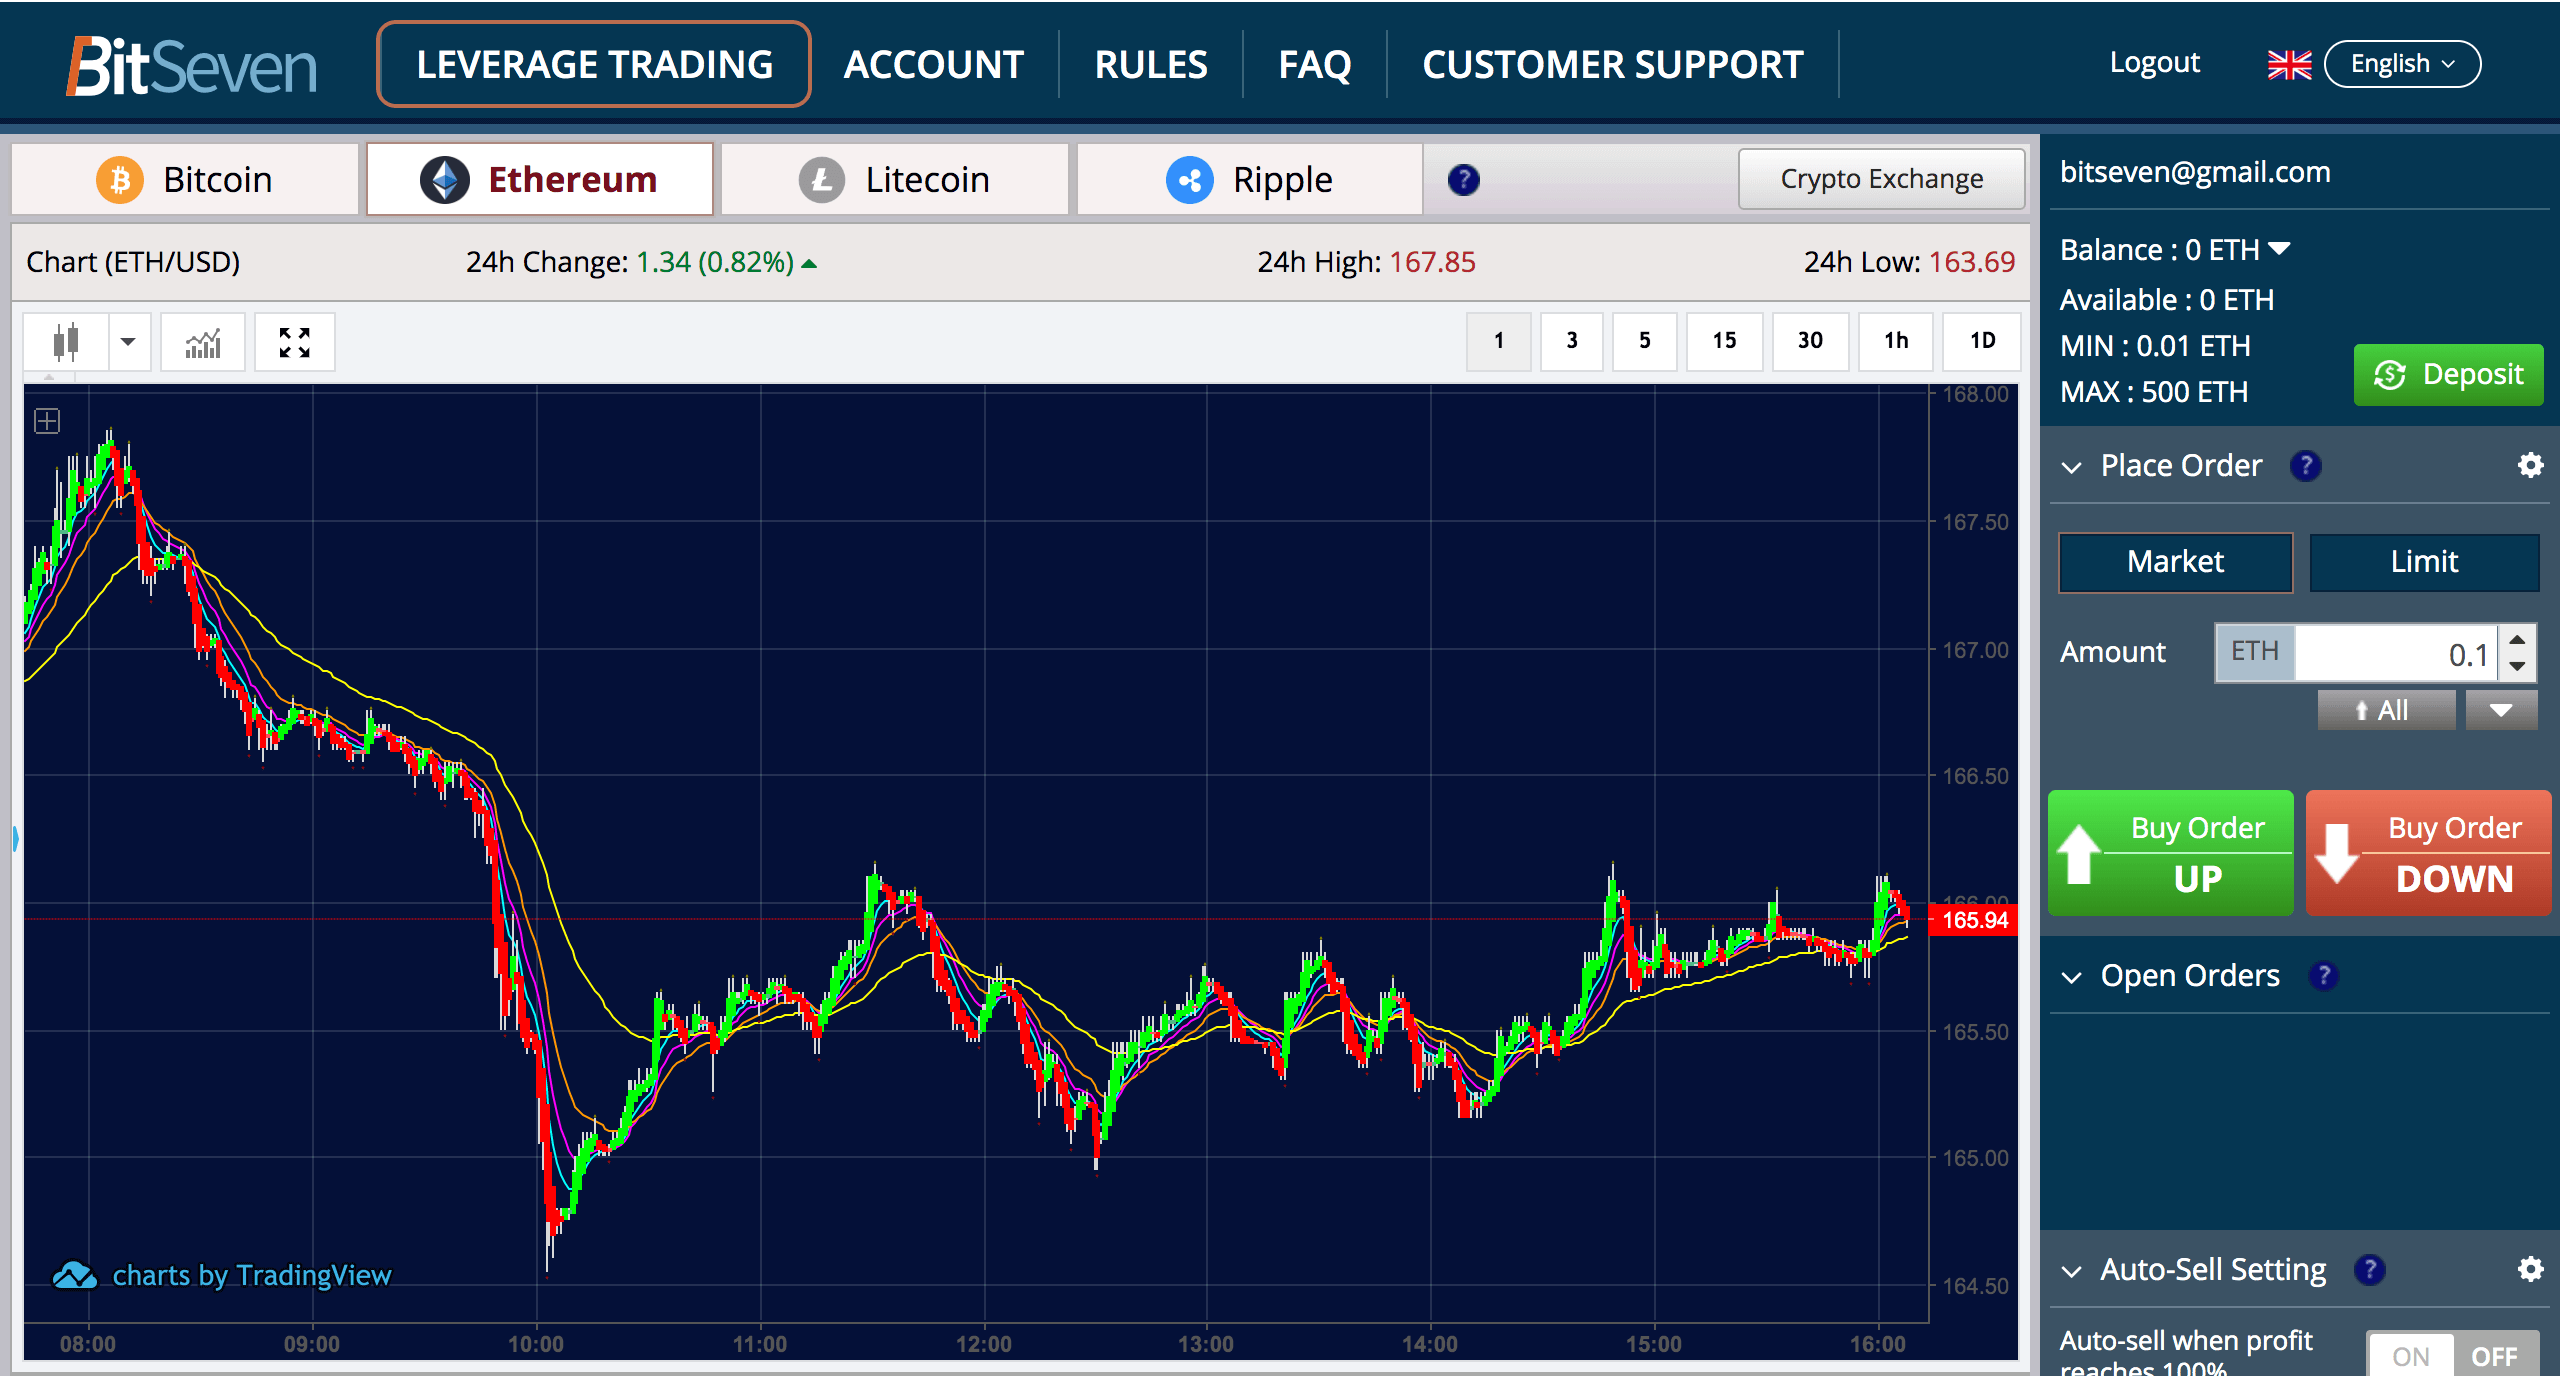 BitSeven
LEVERAGE TRADING
ACCOUNT
RULES
FAQ
CUSTOMER SUPPORT
Logout
English
Bitcoin
Ethereum
Litecoin
Ripple
?
Crypto Exchange
Chart (ETH/USD)
24h Change: 1.34 (0.82%)
24h High: 167.85
24h Low: 163.69
1
3
5
15
30
1h
1D
168.00
167.50
167.00
166.50
166.00
165.94
165.50
165.00
164.50
charts by TradingView
08:00
09:00
10:00
11:00
12:00
13:00
14:00
15:00
16:00
bitseven@gmail.com
Balance : 0 ETH
Available : 0 ETH
MIN : 0.01 ETH
MAX : 500 ETH
Deposit
Place Order ?
Market
Limit
Amount
ETH
0.1
All
Buy Order
UP
Buy Order
DOWN
Open Orders ?
Auto-Sell Setting ?
Auto-sell when profit
reaches 100%
ON
OFF